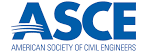 ASCE
AMERICAN SOCIETY OF CIVIL ENGINEERS